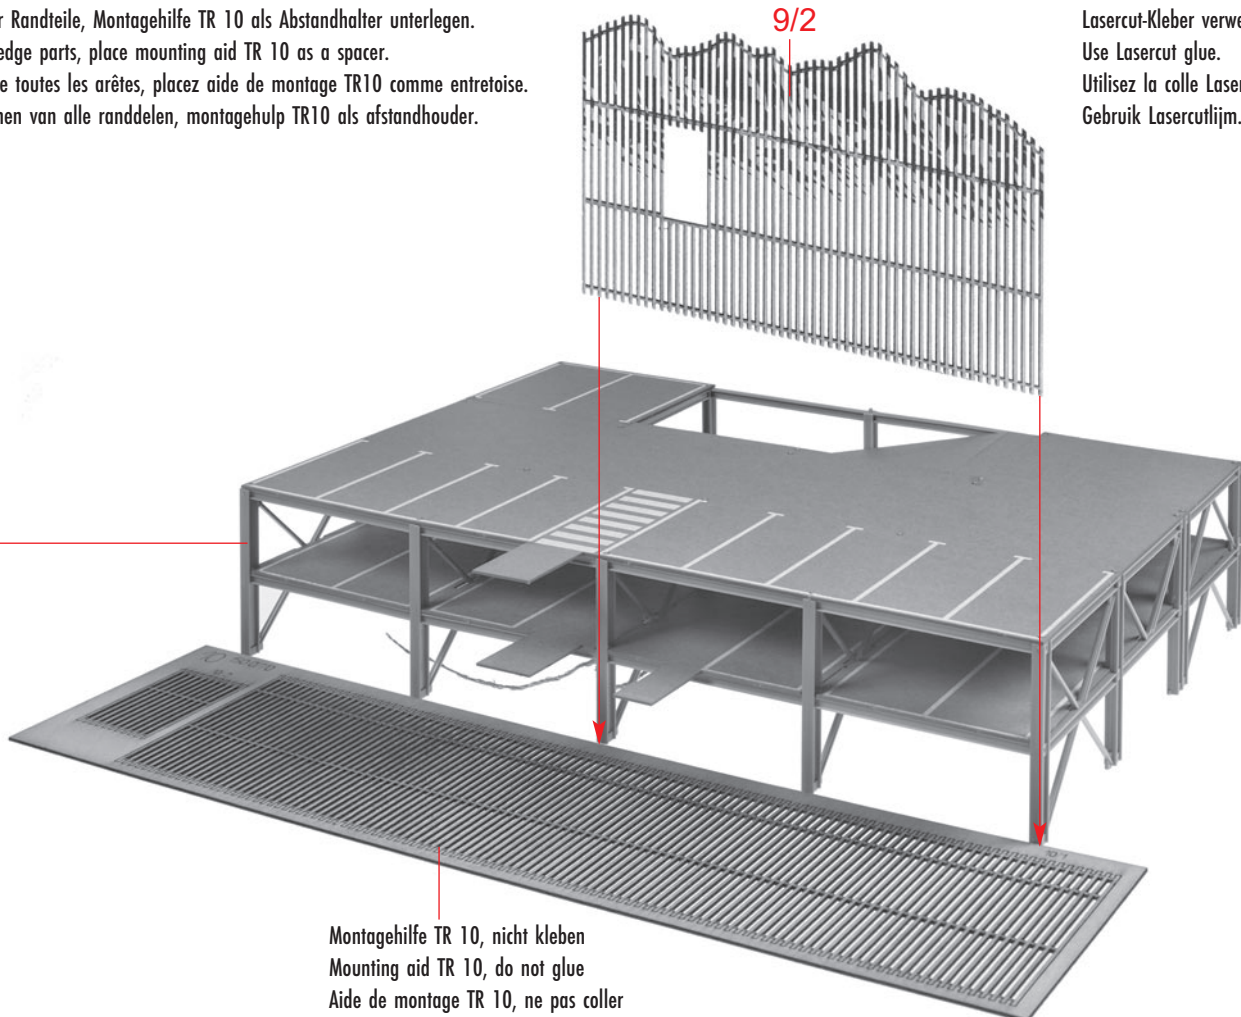 r Randteile, Montagehilfe TR 10 als Abstandhalter unterlegen.
edge parts, place mounting aid TR 10 as a spacer.
e toutes les arêtes, placez aide de montage TR10 comme entretoise.
nen van alle randdelen, montagehulp TR10 als afstandhouder.
9/2
Lasercut-Kleber verwe
Use Lasercut glue.
Utilisez la colle Laser
Gebruik Lasercutlijm.
10
10.1
Montagehilfe TR 10, nicht kleben
Mounting aid TR 10, do not glue
Aide de montage TR 10, ne pas coller